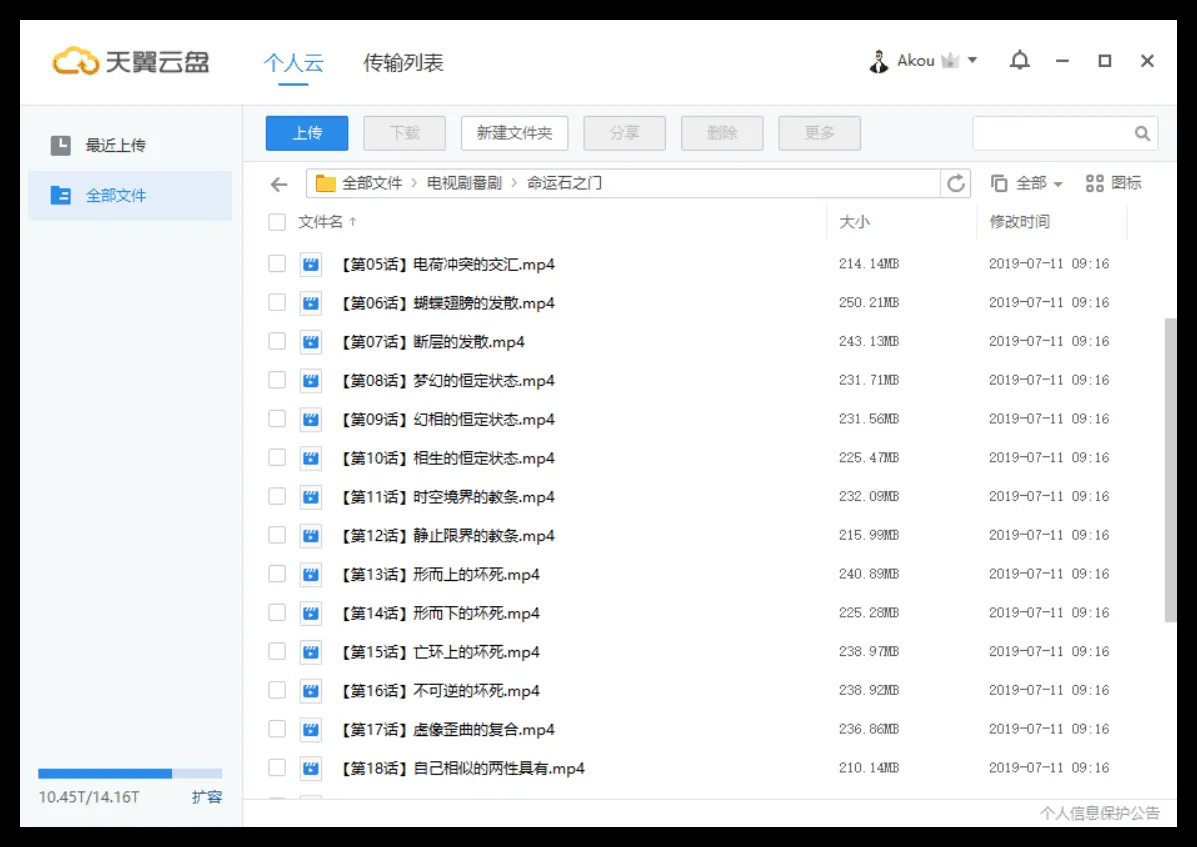 天翼云盘 个人云 传输列表 Akou
最近上传
全部文件
上传 下载 新建文件夹 分享 删除 更多
全部文件 > 电视剧番剧 > 命运石之门 全部 图标
文件名↑ 大小 修改时间
【第05话】电荷冲突的交汇.mp4 214.14MB 2019-07-11 09:16
【第06话】蝴蝶翅膀的发散.mp4 250.21MB 2019-07-11 09:16
【第07话】断层的发散.mp4 243.13MB 2019-07-11 09:16
【第08话】梦幻的恒定状态.mp4 231.71MB 2019-07-11 09:16
【第09话】幻相的恒定状态.mp4 231.56MB 2019-07-11 09:16
【第10话】相生的恒定状态.mp4 225.47MB 2019-07-11 09:16
【第11话】时空境界的教条.mp4 232.09MB 2019-07-11 09:16
【第12话】静止限界的教条.mp4 215.99MB 2019-07-11 09:16
【第13话】形而上的坏死.mp4 240.89MB 2019-07-11 09:16
【第14话】形而下的坏死.mp4 225.28MB 2019-07-11 09:16
【第15话】亡环上的坏死.mp4 238.97MB 2019-07-11 09:16
【第16话】不可逆的坏死.mp4 238.92MB 2019-07-11 09:16
【第17话】虚像歪曲的复合.mp4 236.86MB 2019-07-11 09:16
【第18话】自己相似的两性具有.mp4 210.14MB 2019-07-11 09:16
10.45T/14.16T 扩容
个人信息保护公告